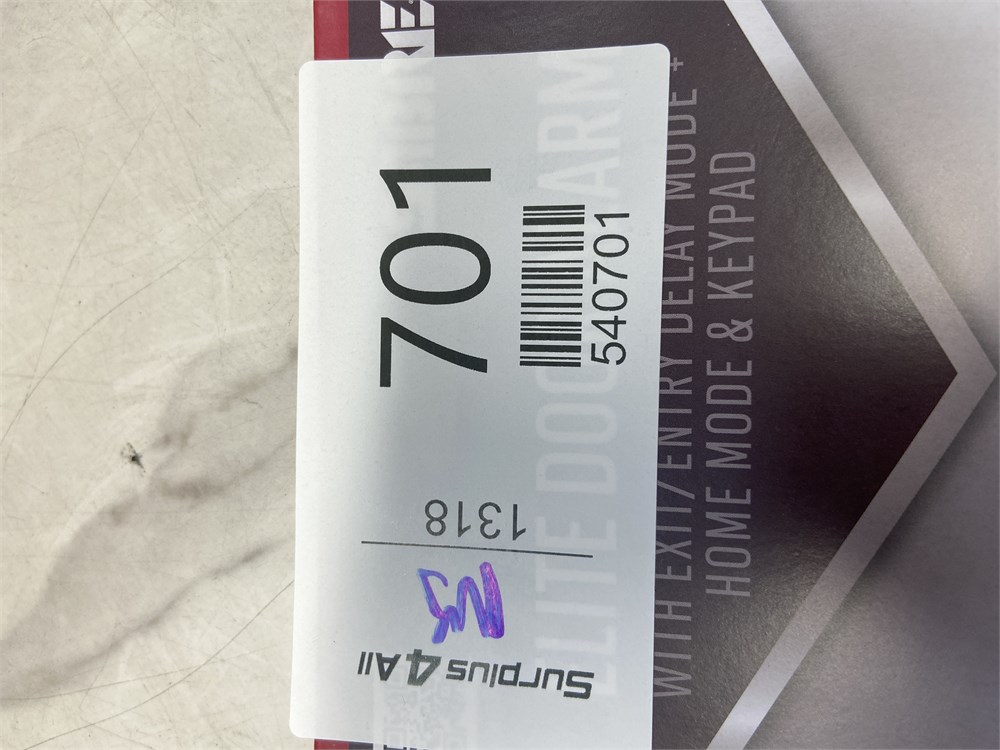 701
540701
1318
Surplus 4 All
ELITE DOOR ALARM
WITH EXIT/ENTRY DELAY MODE +
HOME MODE & KEYPAD